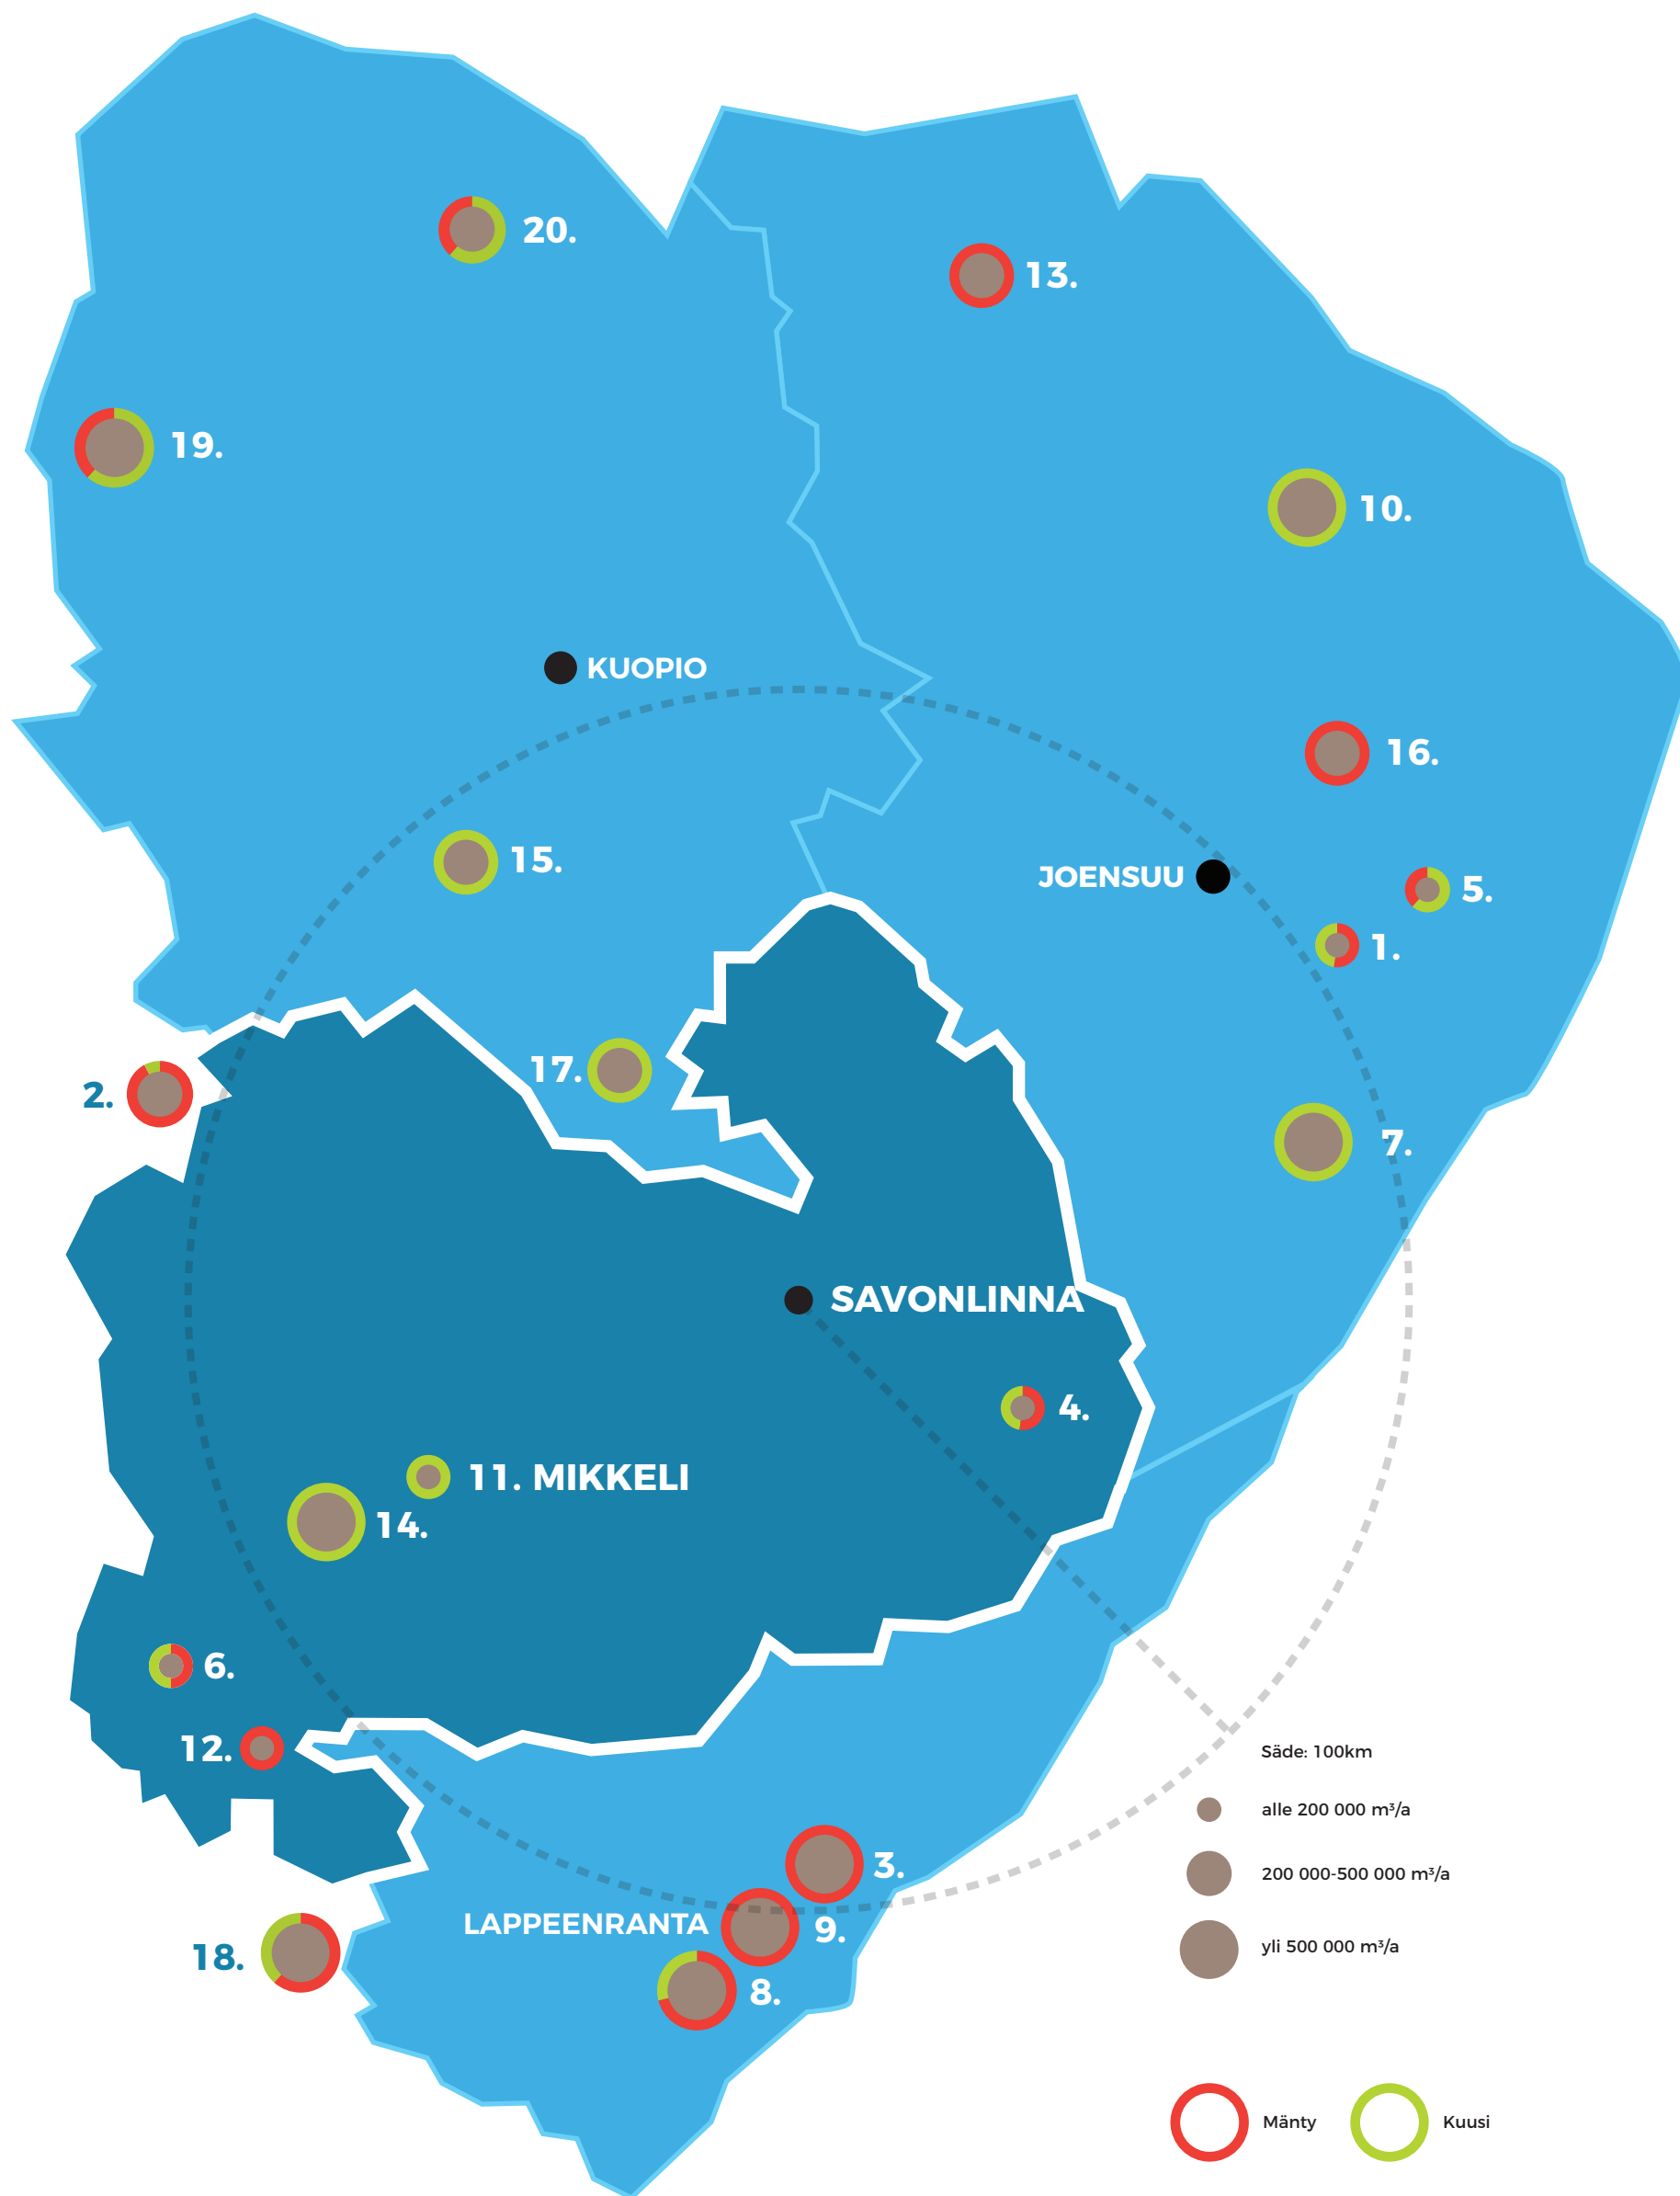 20.
13.
19.
10.
KUOPIO
16.
15.
JOENSUU
5.
1.
17.
2.
7.
SAVONLINNA
4.
11. MIKKELI
14.
6.
12.
Säde: 100km
alle 200 000 m³/a
3.
200 000-500 000 m³/a
LAPPEENRANTA
9.
yli 500 000 m³/a
18.
8.
Mänty
Kuusi